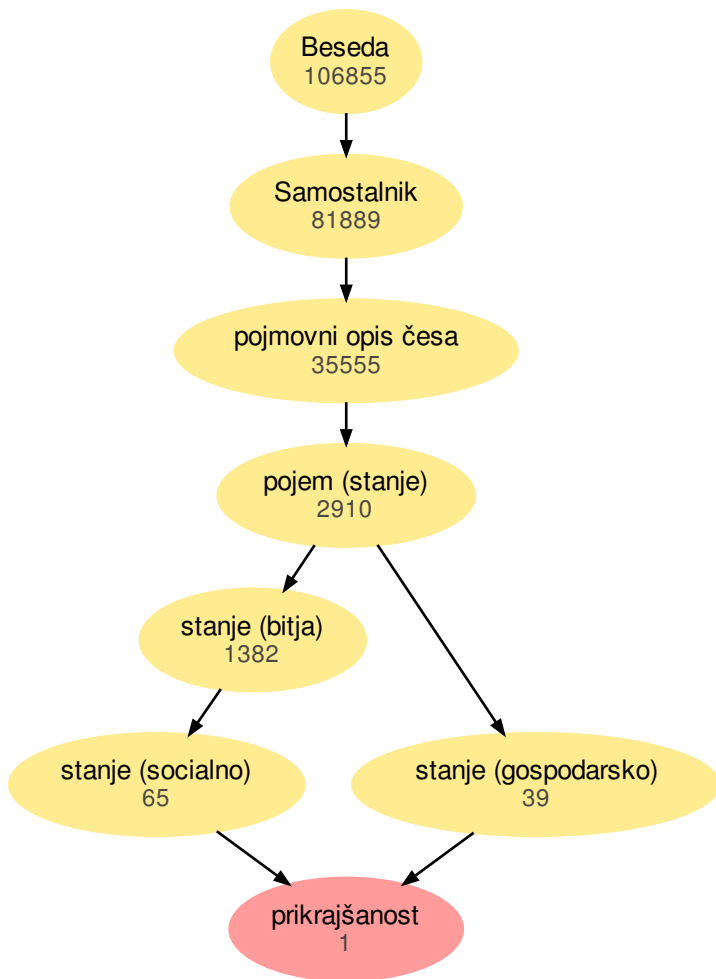 Beseda
106855
Samostalnik
81889
pojmovni opis česa
35555
pojem (stanje)
2910
stanje (bitja)
1382
stanje (socialno)
65
stanje (gospodarsko)
39
prikrajšanost
1